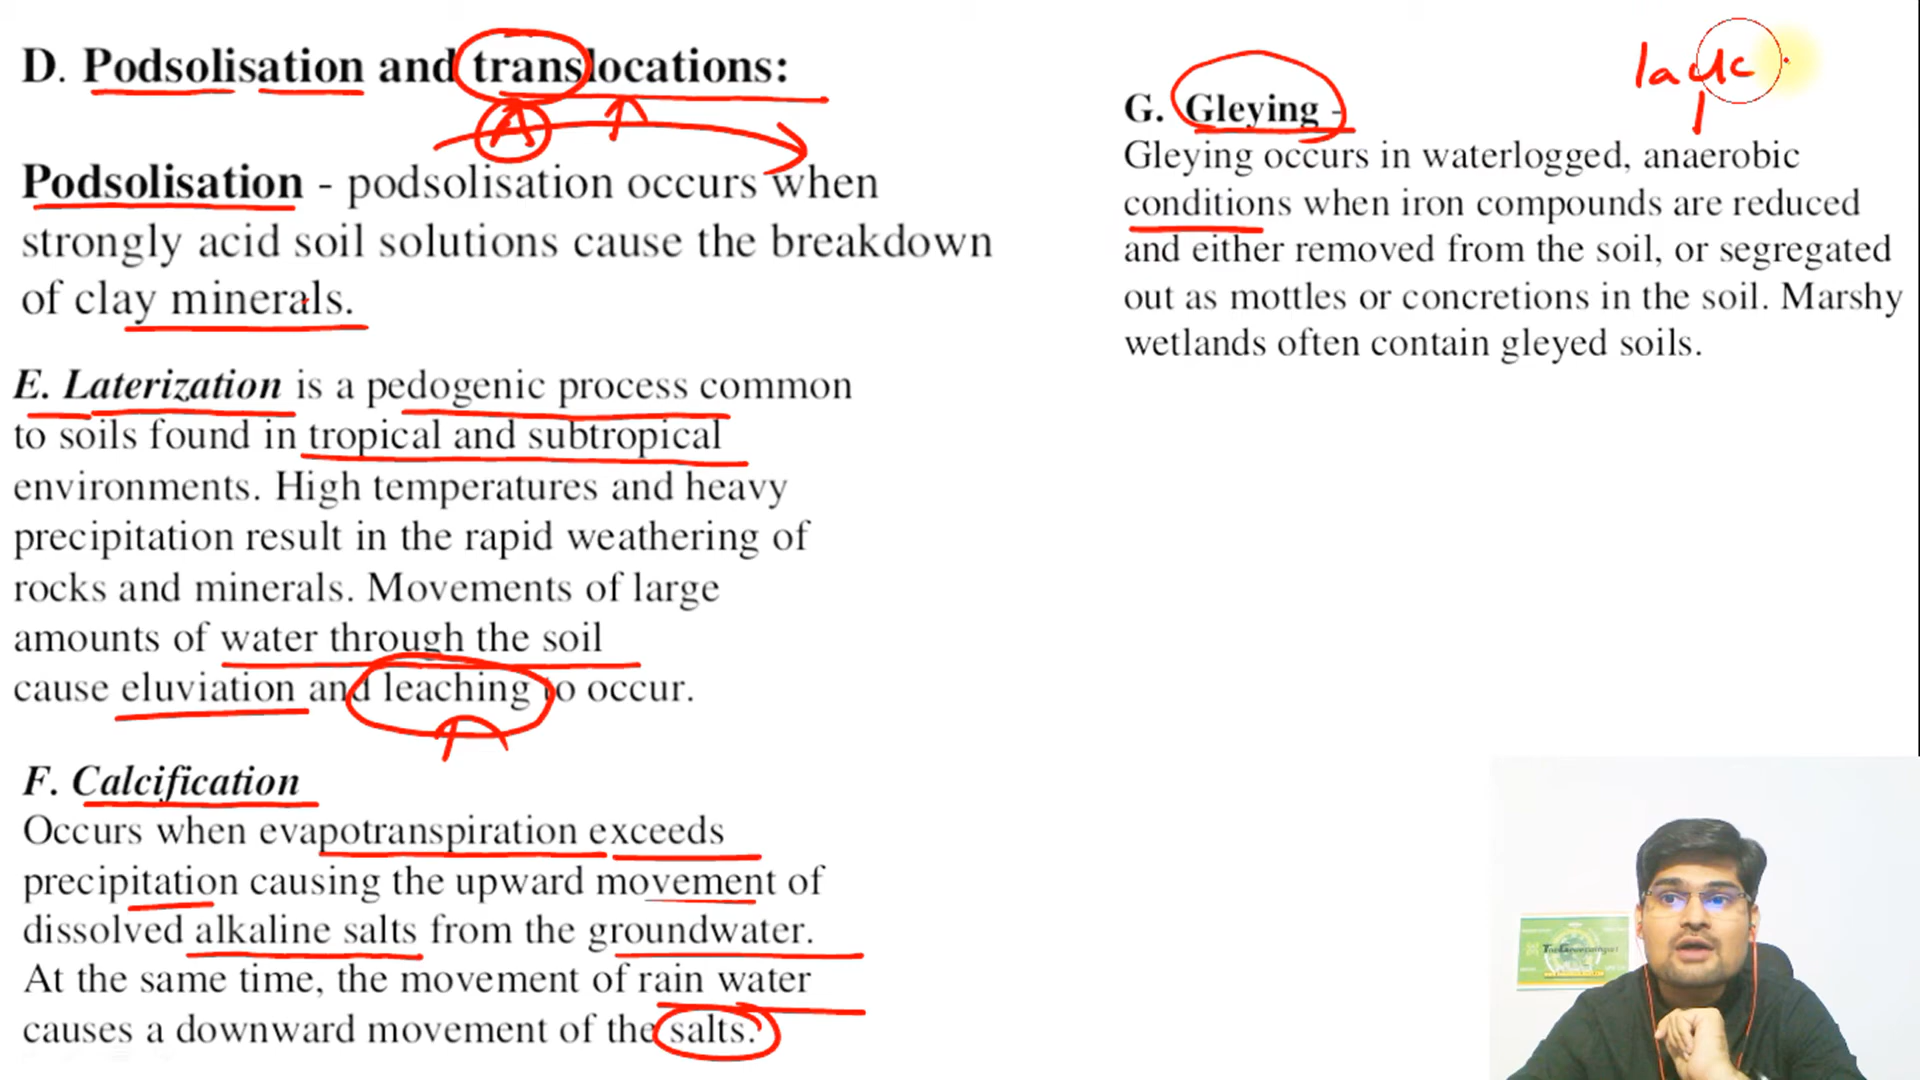 D. Podsolisation and translocations:
A
Podsolisation - podsolisation occurs when
strongly acid soil solutions cause the breakdown
of clay minerals.
E. Laterization is a pedogenic process common
to soils found in tropical and subtropical
environments. High temperatures and heavy
precipitation result in the rapid weathering of
rocks and minerals. Movements of large
amounts of water through the soil
cause eluviation and leaching to occur.
F. Calcification
Occurs when evapotranspiration exceeds
precipitation causing the upward movement of
dissolved alkaline salts from the groundwater.
At the same time, the movement of rain water
causes a downward movement of the salts.
G. Gleying -
Gleying occurs in waterlogged, anaerobic
conditions when iron compounds are reduced
and either removed from the soil, or segregated
out as mottles or concretions in the soil. Marshy
wetlands often contain gleyed soils.